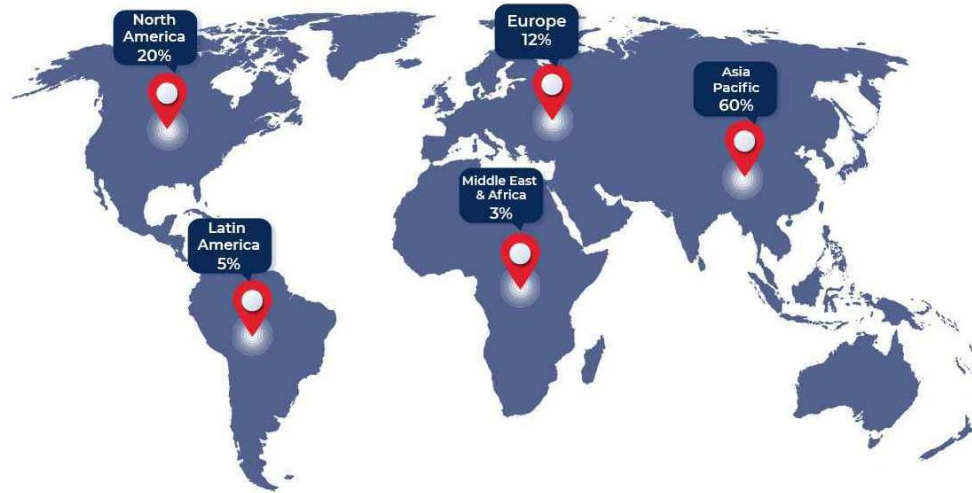 North
America
20%
Europe
12%
Asia
Pacific
60%
Middle East
& Africa
3%
Latin
America
5%